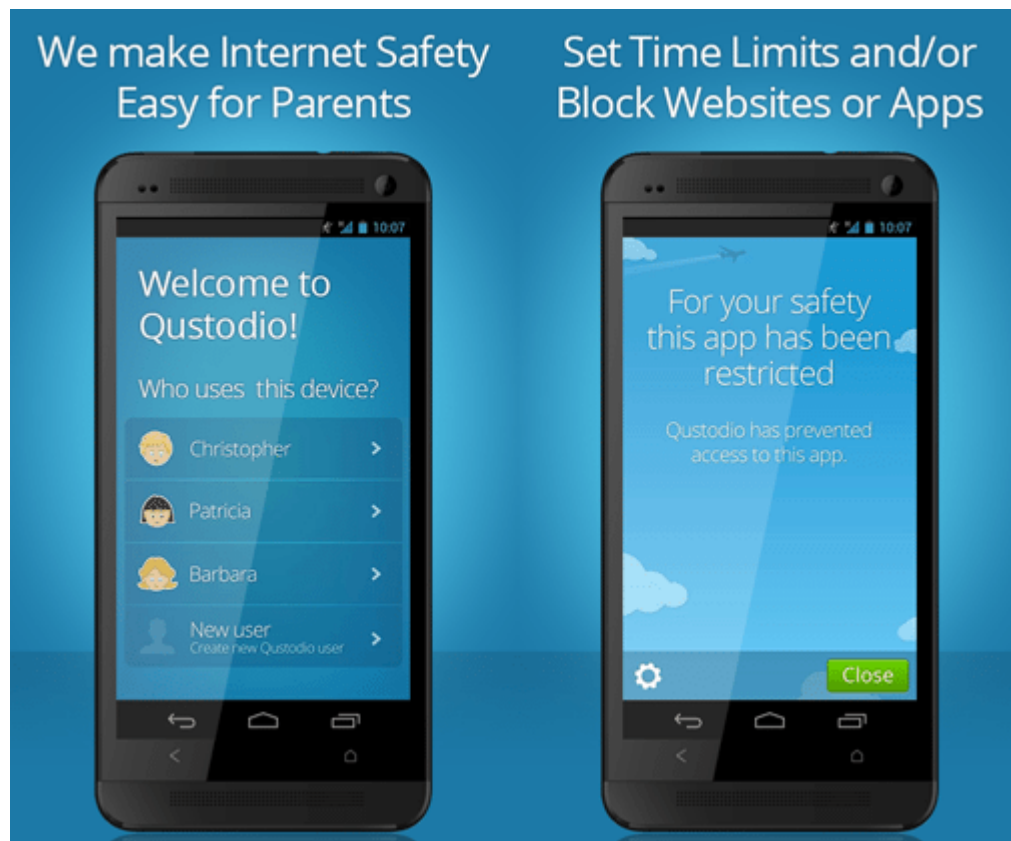 We make Internet Safety
Easy for Parents
10:07
Welcome to
Qustodio!
Who uses this device?
Christopher
Patricia
Barbara
New user
Create new Qustodio user
Set Time Limits and/or
Block Websites or Apps
10:07
For your safety
this app has been
restricted
Qustodio has prevented
access to this app.
Close